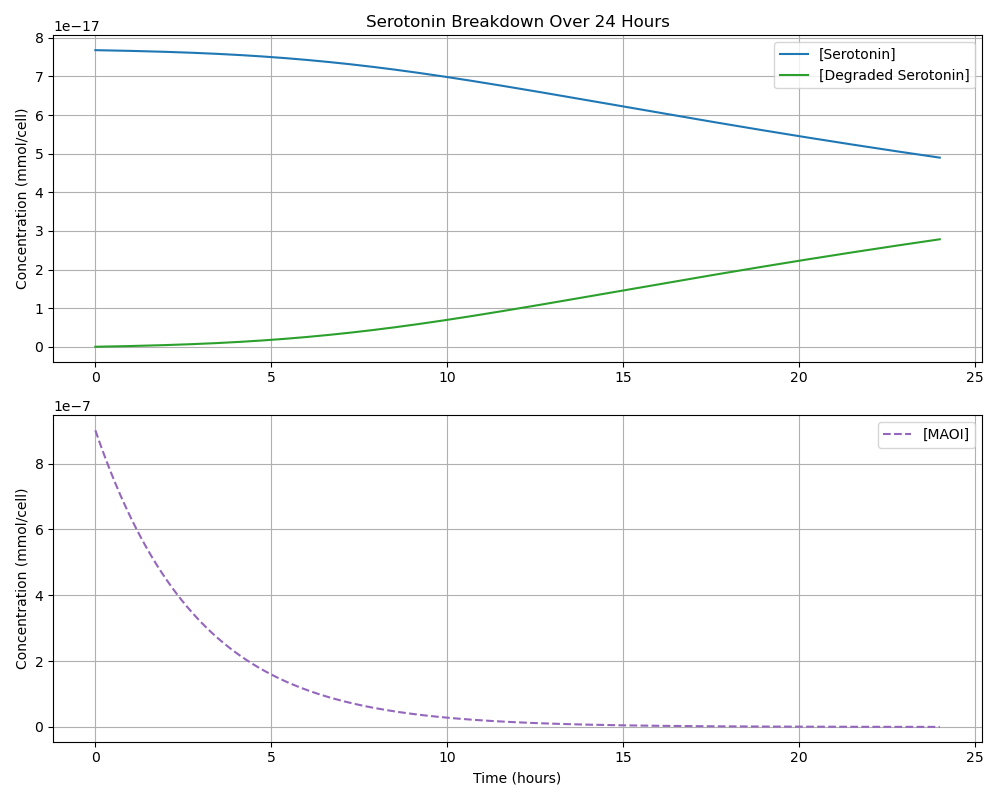 Serotonin Breakdown Over 24 Hours
1e−17
8
7
6
5
4
3
2
1
0
Concentration (mmol/cell)
[Serotonin]
[Degraded Serotonin]
0 5 10 15 20 25
1e−7
8
6
4
2
0
Concentration (mmol/cell)
[MAOI]
0 5 10 15 20 25
Time (hours)